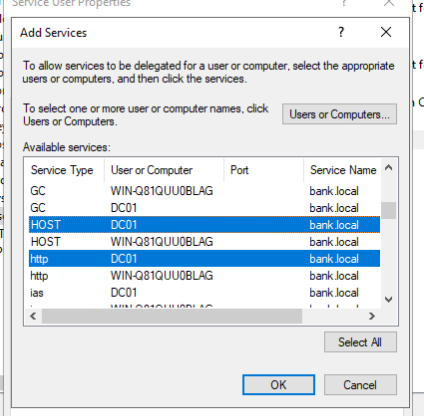 Service User Properties
Add Services
To allow services to be delegated for a user or computer, select the appropriate
users or computers, and then click the services.
To select one or more user or computer names, click
Users or Computers.
Users or Computers...
Available services:
Service Type User or Computer Port Service Name
GC WIN-Q81QUU0BLAG bank.local
GC DC01 bank.local
HOST DC01 bank.local
HOST WIN-Q81QUU0BLAG bank.local
http DC01 bank.local
http WIN-Q81QUU0BLAG bank.local
ias DC01 bank.local
Select All
OK Cancel